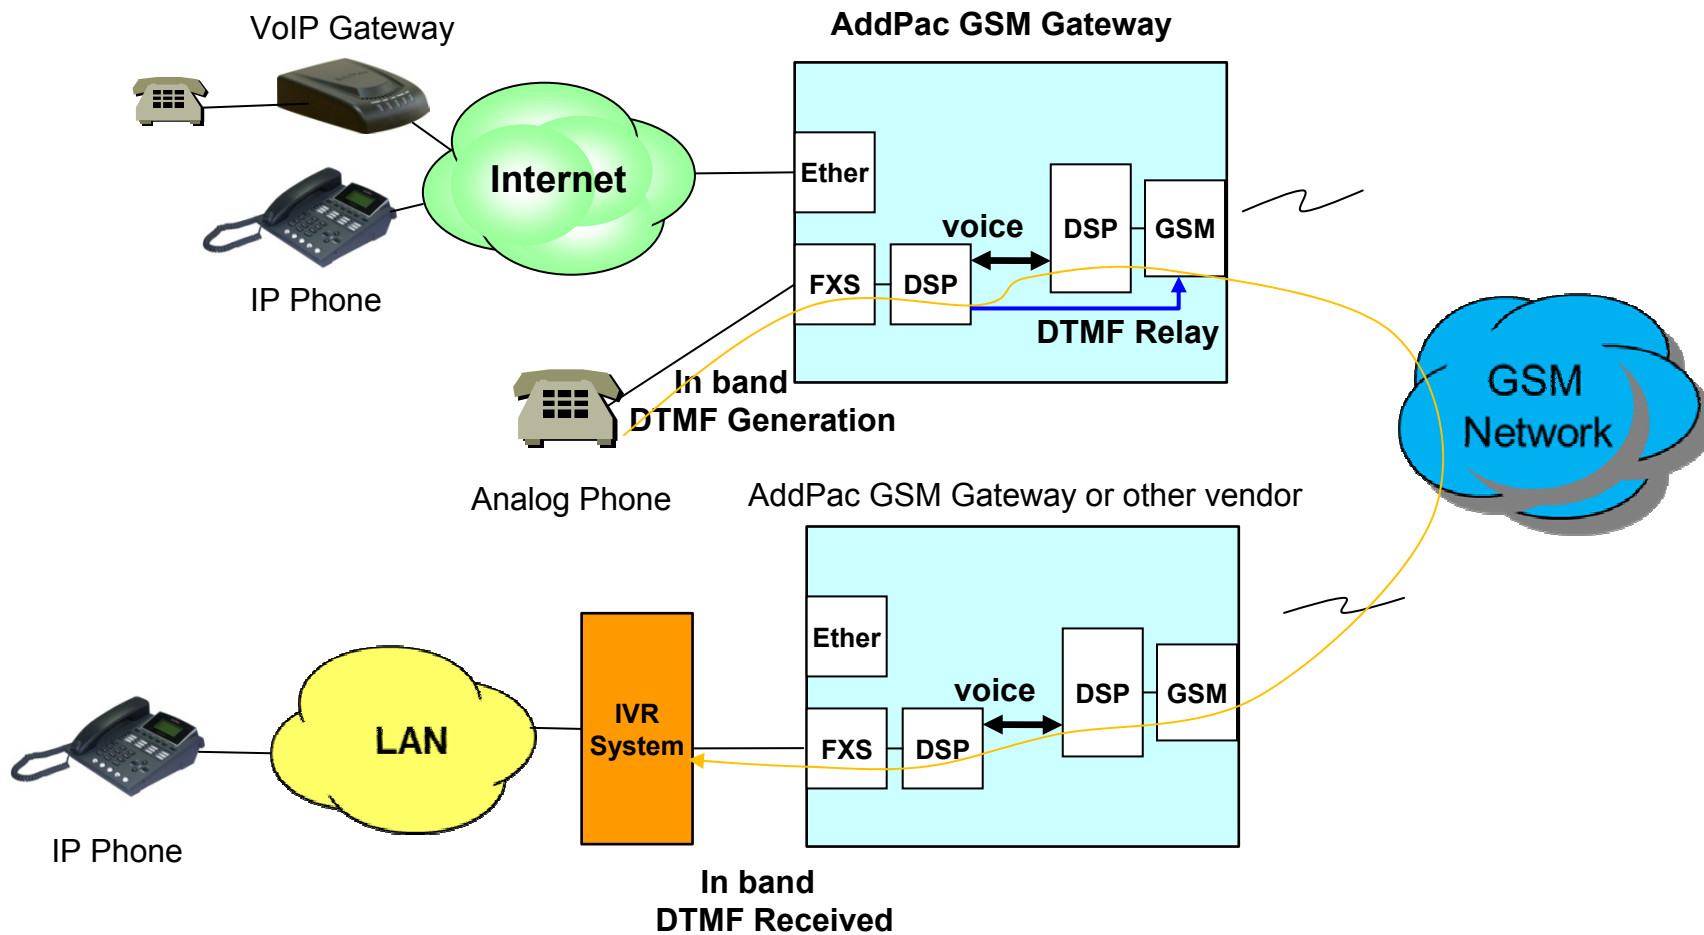 VoIP Gateway
AddPac GSM Gateway
Internet
Ether
DSP
GSM
voice
FXS
DSP
IP Phone
DTMF Relay
GSM
Network
In band
DTMF Generation
Analog Phone
AddPac GSM Gateway or other vendor
Ether
voice
DSP
GSM
IVR
System
LAN
FXS
DSP
IP Phone
In band
DTMF Received